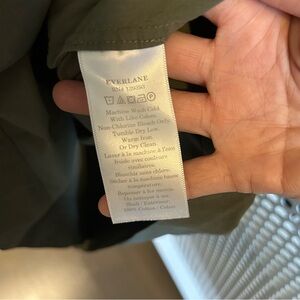 EVERLANE
Machine Wash Cold
With Like Colors.
Non-Chlorine Bleach Only.
Tumble Dry Low.
Warm Iron.
Or Dry Clean
Laver à la machine à l'eau
froide avec couleurs
similaires.
Blanchir sans chlore.
sécher à la machine basse
température.
Repasser à fer moyen.
Ou nettoyer à sec.
Shell / Extérieur:
100% Cotton / Coton